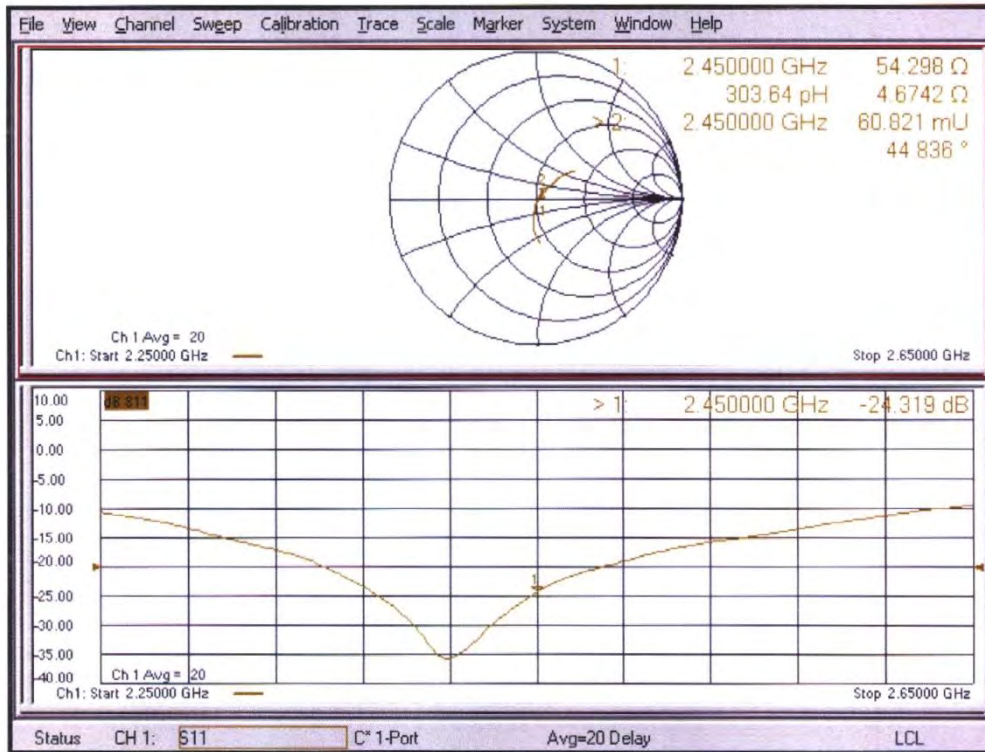 File View Channel Sweep Calibration Trace Scale Marker System Window Help
1: 2.450000 GHz 54.298 Ω
303.64 pH 4.6742 Ω
> 2: 2.450000 GHz 60.821 mU
44.836 °
2
1
Ch 1 Avg = 20
Ch1: Start 2.25000 GHz Stop 2.65000 GHz
10.00 dB S11 > 1: 2.450000 GHz -24.319 dB
5.00
0.00
-5.00
-10.00
-15.00
-20.00
-25.00 1
-30.00
-35.00
-40.00 Ch 1 Avg = 20
Ch1: Start 2.25000 GHz Stop 2.65000 GHz
Status CH 1: S11 C* 1-Port Avg=20 Delay LCL